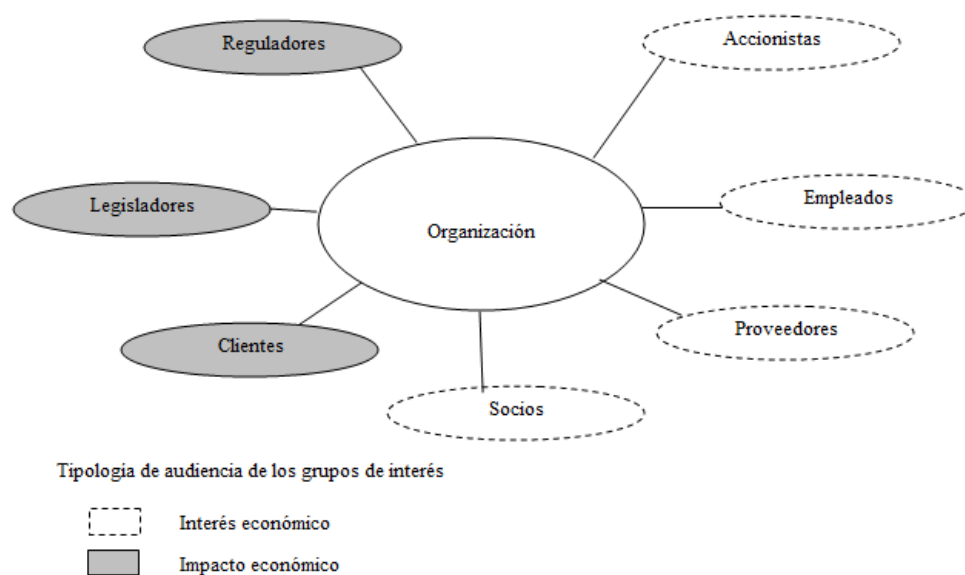 Reguladores
Accionistas
Legisladores
Empleados
Organización
Clientes
Proveedores
Socios
Tipología de audiencia de los grupos de interés
Interés económico
Impacto económico